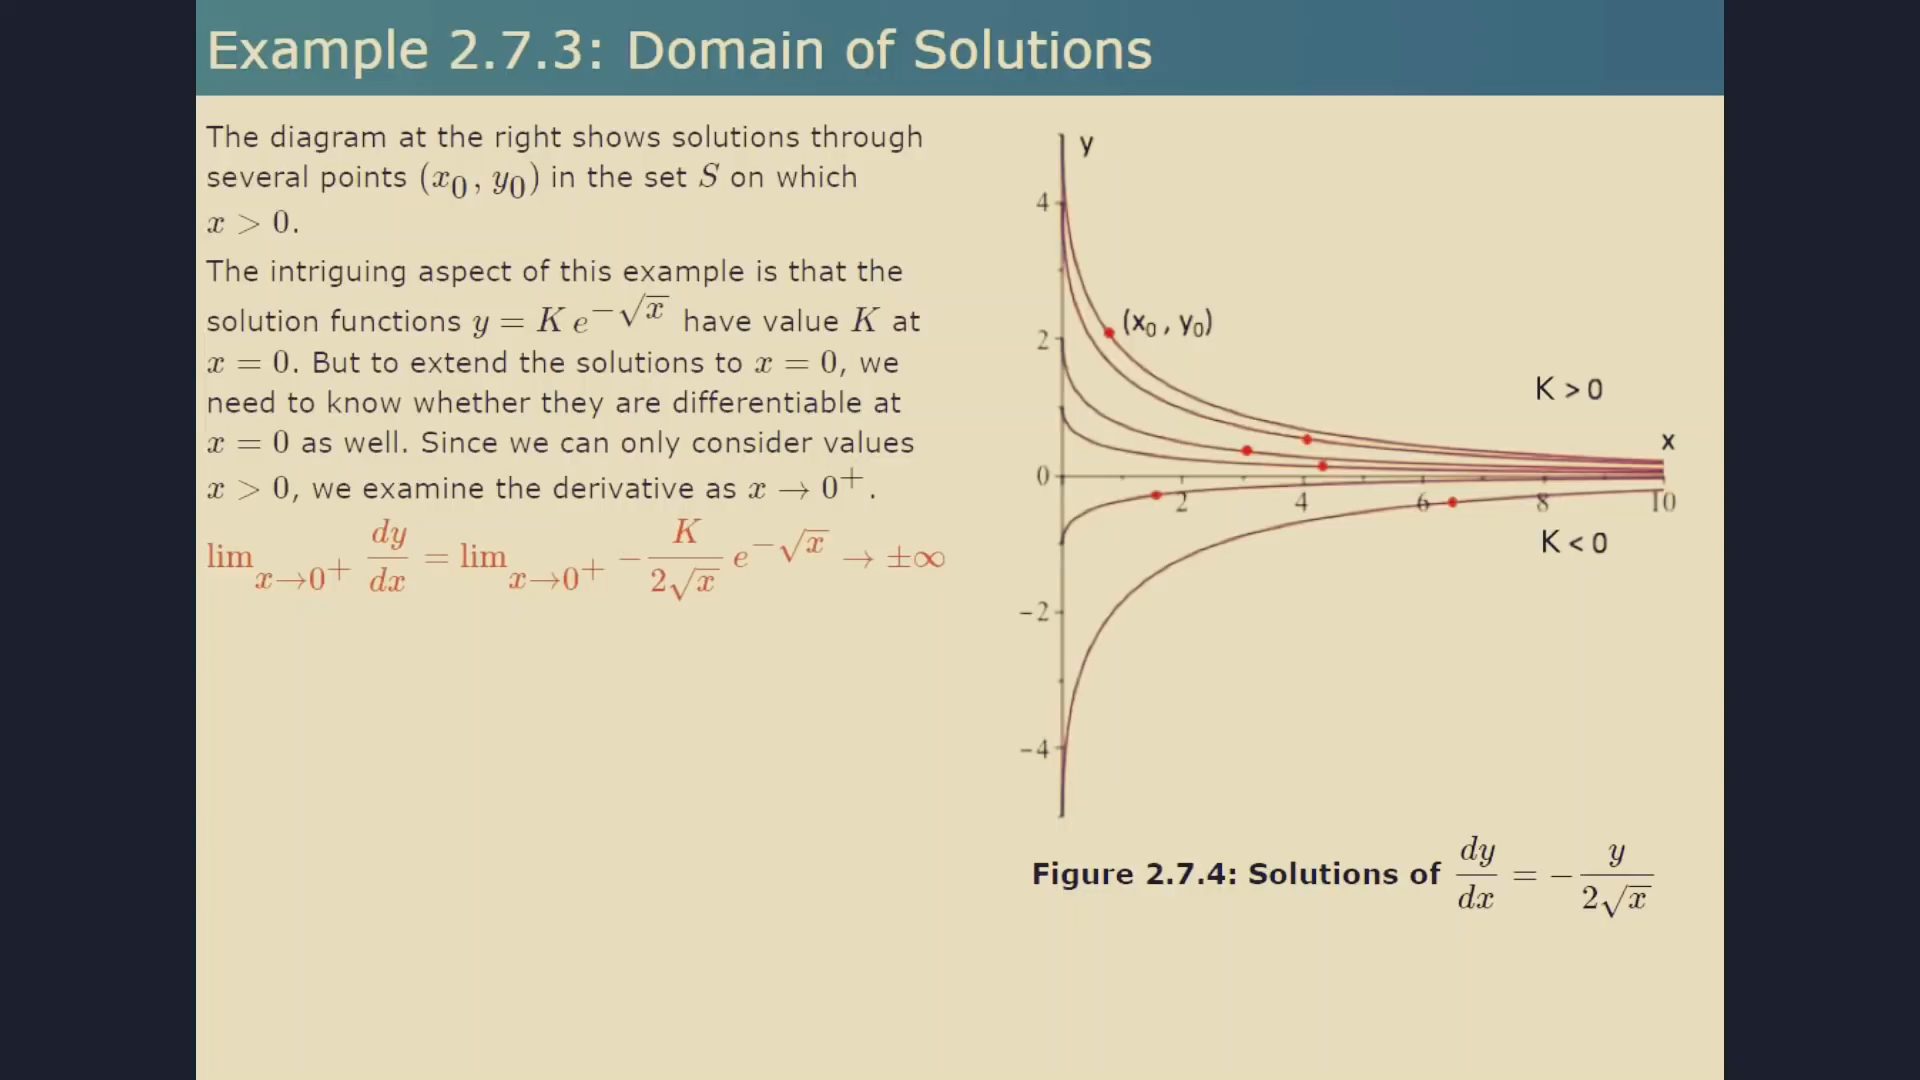 Example 2.7.3: Domain of Solutions
The diagram at the right shows solutions through
several points (x₀, y₀) in the set S on which
x > 0.
The intriguing aspect of this example is that the
solution functions y = K e^{−√x} have value K at
x = 0. But to extend the solutions to x = 0, we
need to know whether they are differentiable at
x = 0 as well. Since we can only consider values
x > 0, we examine the derivative as x → 0⁺.
lim_{x→0⁺} dy/dx = lim_{x→0⁺} −K/(2√x) e^{−√x} → ±∞
y
4
(x₀ , y₀)
2
K > 0
x
0
2 4 6 8 10
K < 0
−2
−4
Figure 2.7.4: Solutions of dy/dx = −y/(2√x)